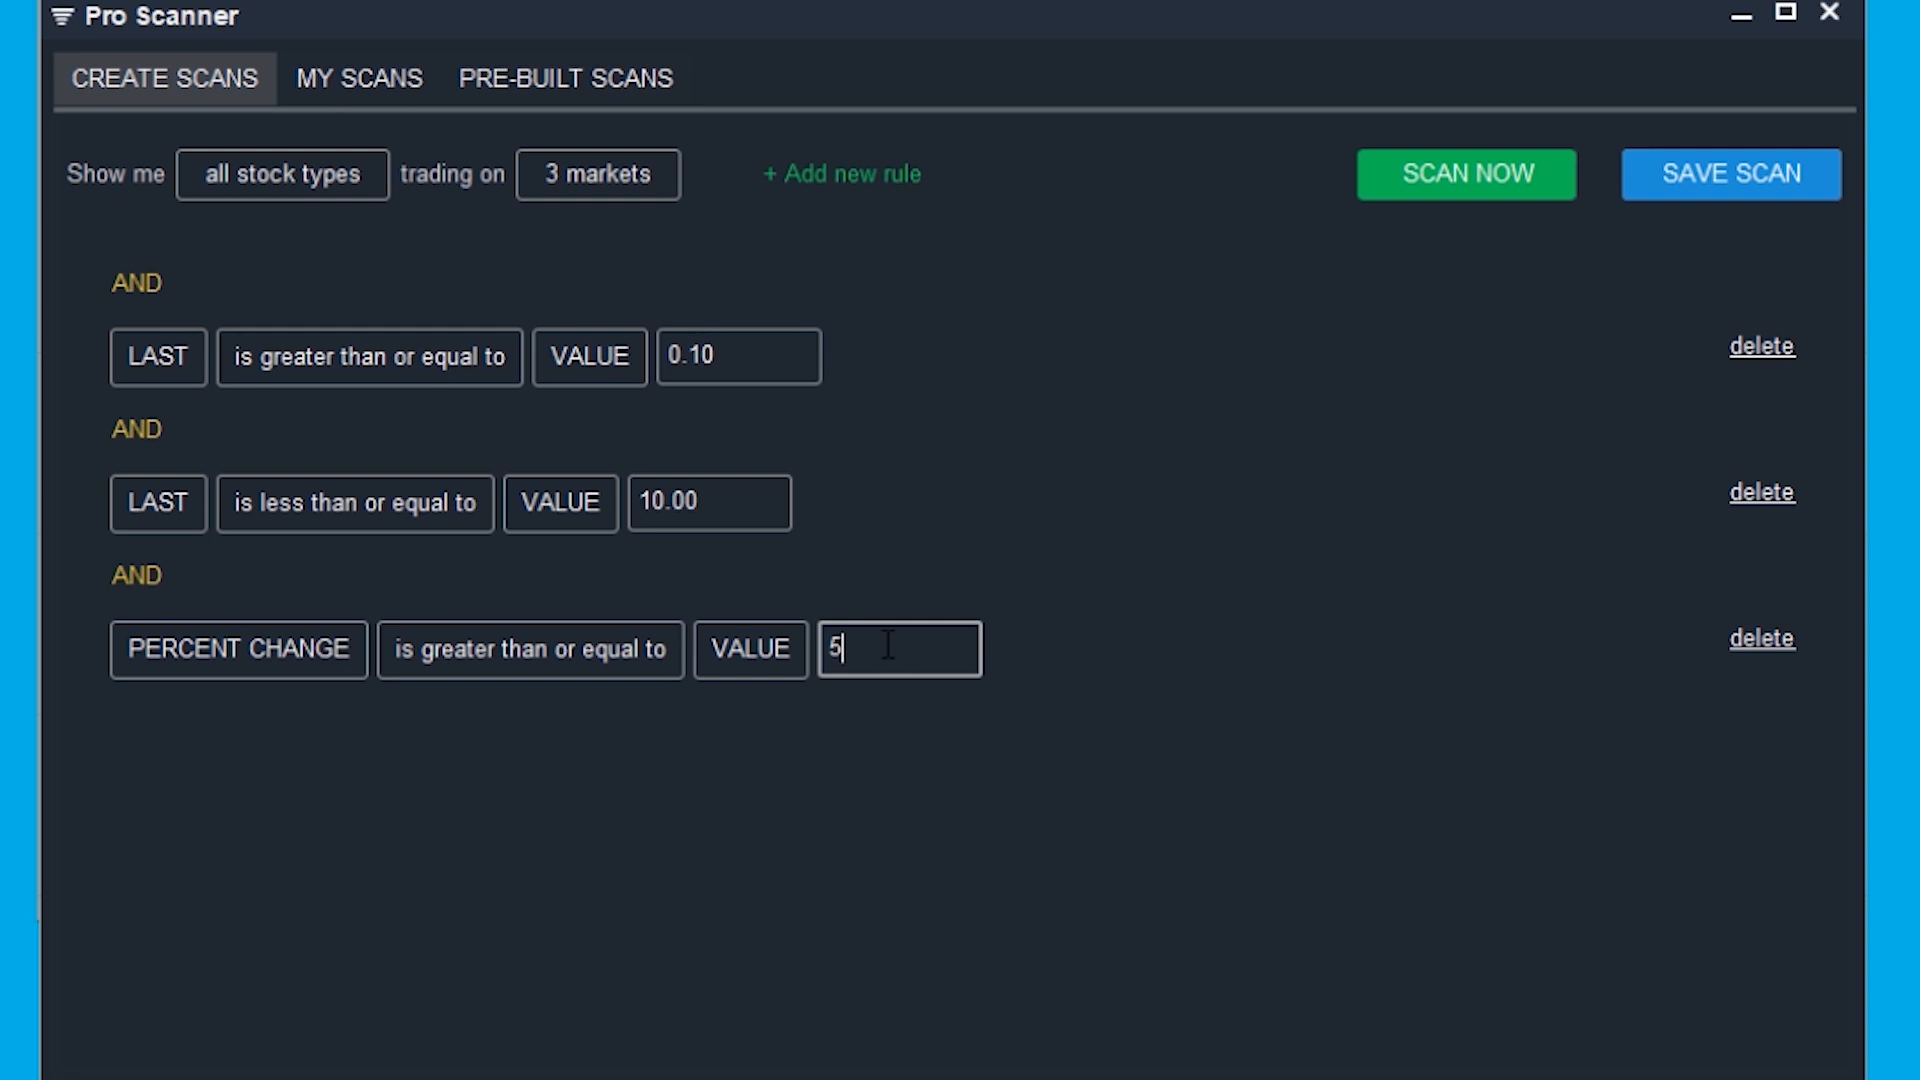 Pro Scanner
CREATE SCANS MY SCANS PRE-BUILT SCANS
Show me all stock types trading on 3 markets + Add new rule SCAN NOW SAVE SCAN
AND
LAST is greater than or equal to VALUE 0.10 delete
AND
LAST is less than or equal to VALUE 10.00 delete
AND
PERCENT CHANGE is greater than or equal to VALUE 5 delete